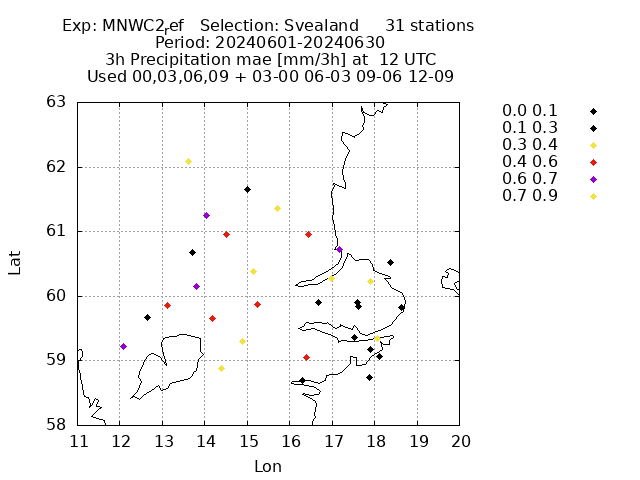 Exp: MNWC2ref   Selection: Svealand     31 stations
Period: 20240601-20240630
3h Precipitation mae [mm/3h] at  12 UTC
Used 00,03,06,09 + 03-00 06-03 09-06 12-09
0.0 0.1
0.1 0.3
0.3 0.4
0.4 0.6
0.6 0.7
0.7 0.9
63
62
61
60
59
58
Lat
11 12 13 14 15 16 17 18 19 20
Lon